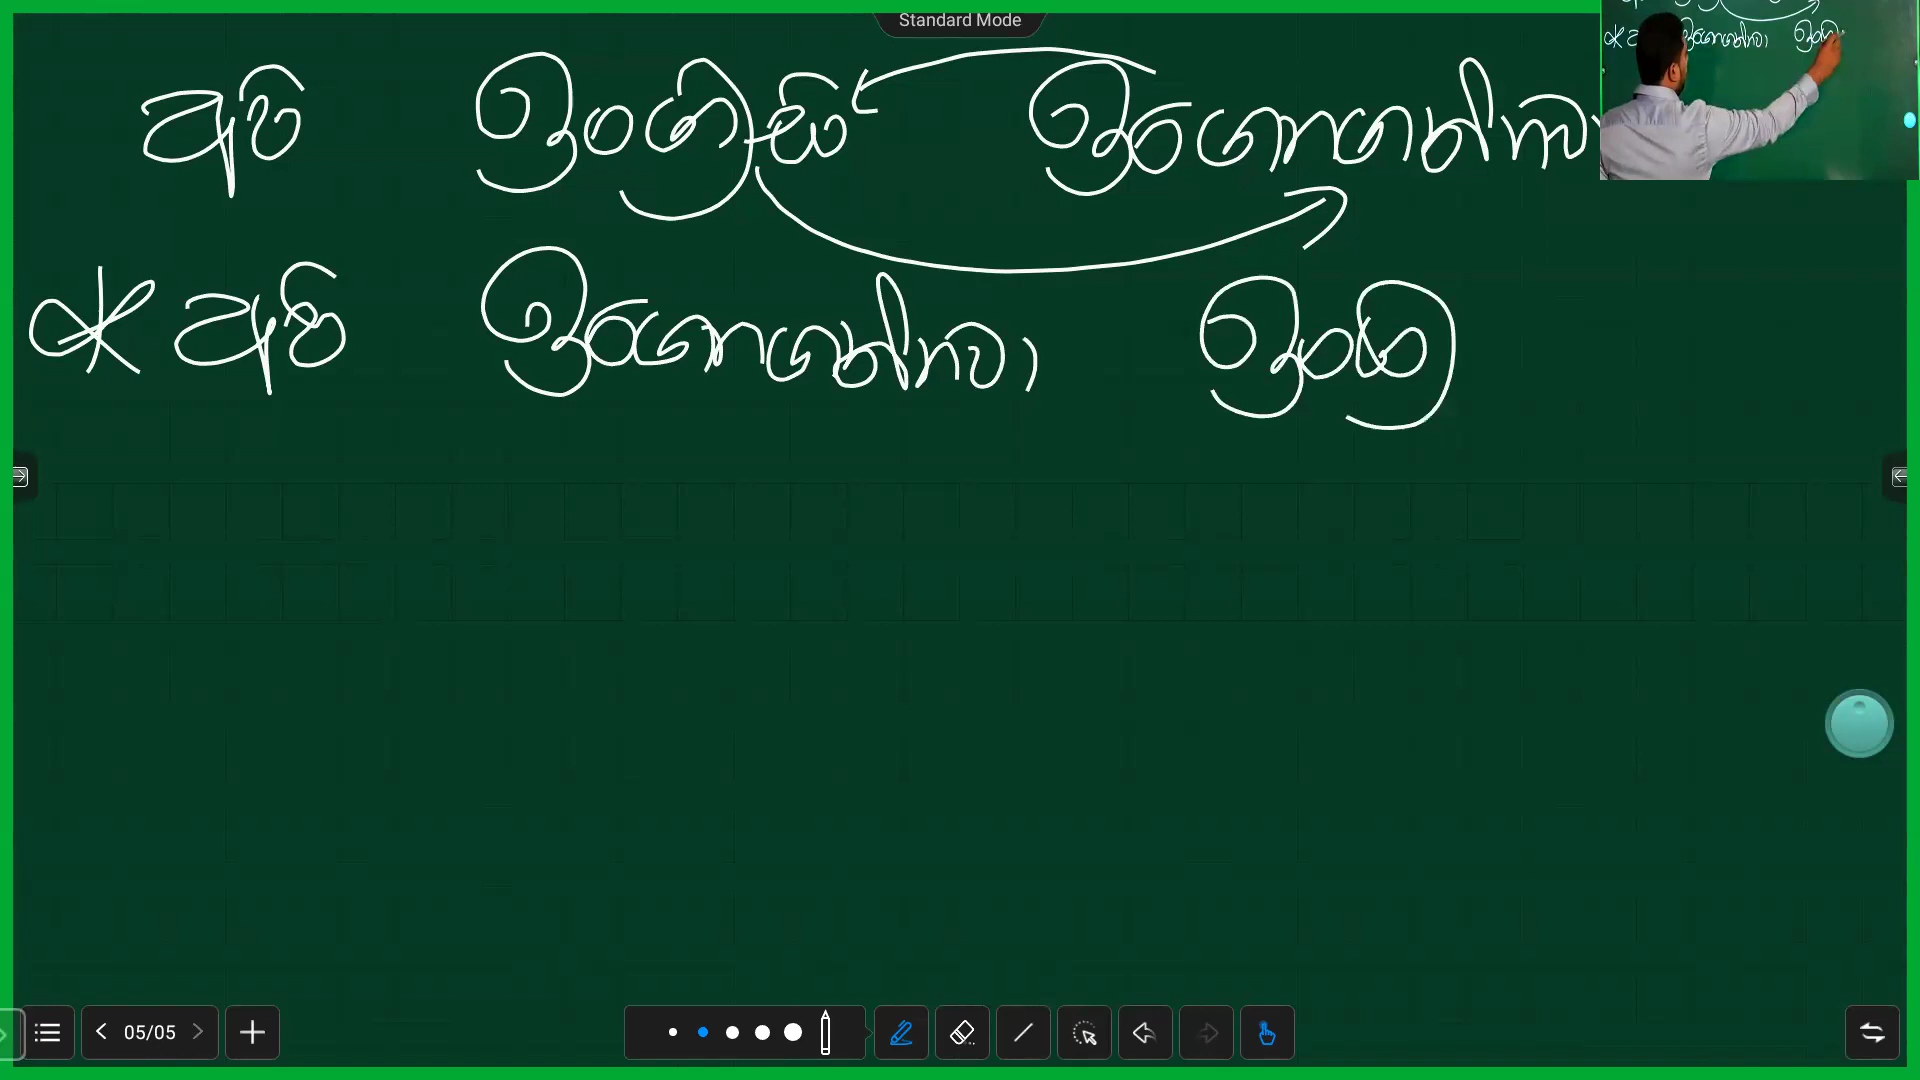 Standard Mode
අපි ඉංග්‍රීසි ඉගෙනගන්නවා
* අපි ඉගෙනගන්නවා ඉංග්‍ර
05/05